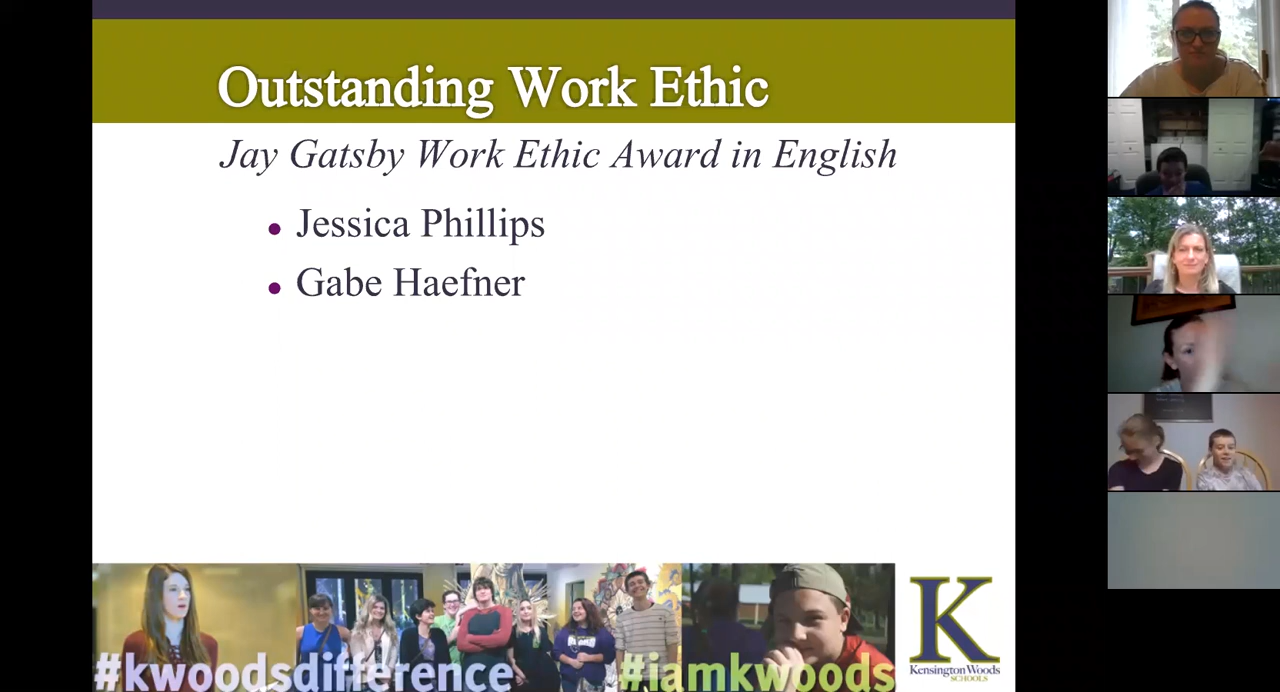 Outstanding Work Ethic
Jay Gatsby Work Ethic Award in English
• Jessica Phillips
• Gabe Haefner
#kwoodsdifference
#iamkwoods
K
Kensington Woods
SCHOOLS